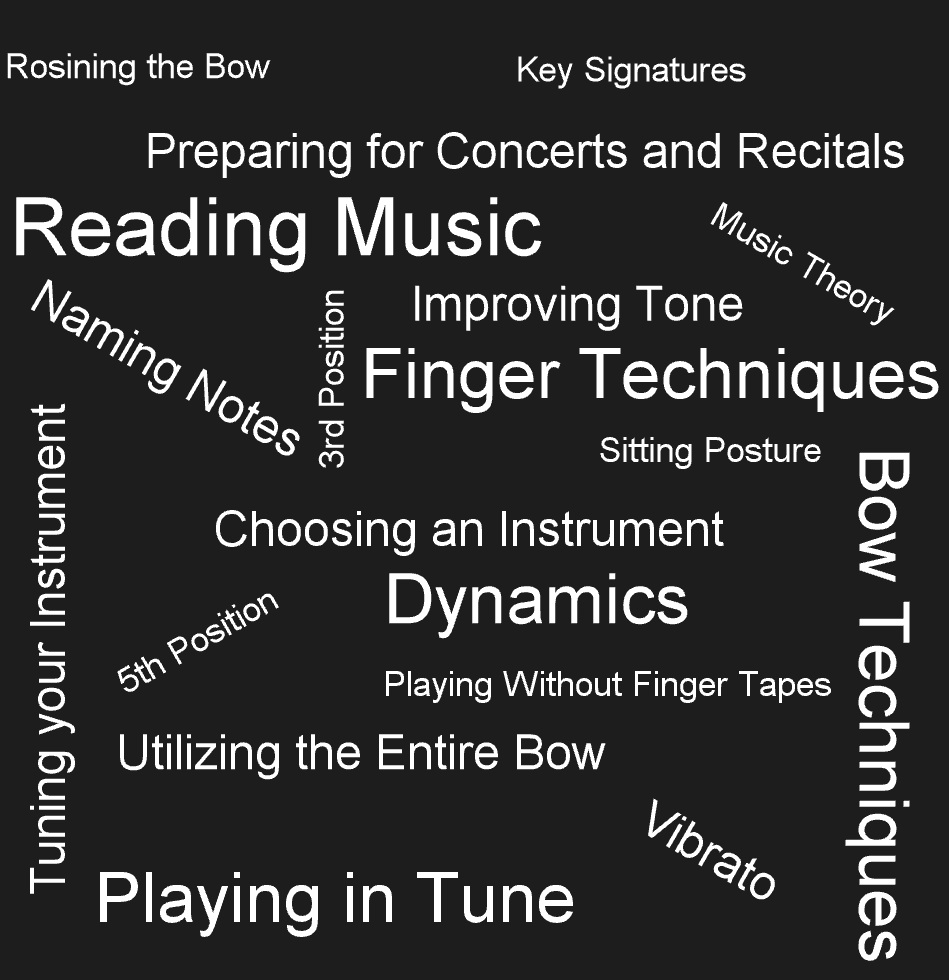 Rosining the Bow
Key Signatures
Preparing for Concerts and Recitals
Reading Music
Music Theory
Naming Notes
3rd Position
Improving Tone
Finger Techniques
Sitting Posture
Tuning your Instrument
Bow Techniques
Choosing an Instrument
Dynamics
5th Position
Playing Without Finger Tapes
Utilizing the Entire Bow
Vibrato
Playing in Tune